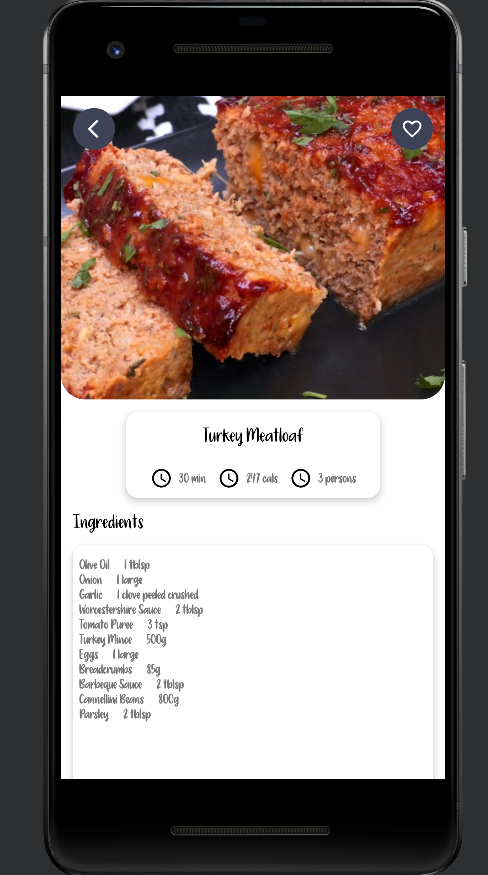 Turkey Meatloaf
30 min 247 cals 3 persons
Ingredients
Olive Oil 1 tblsp
Onion 1 large
Garlic 1 clove peeled crushed
Worcestershire Sauce 2 tblsp
Tomato Puree 3 tsp
Turkey Mince 500g
Eggs 1 large
Breadcrumbs 85g
Barbeque Sauce 2 tblsp
Cannellini Beans 800g
Parsley 2 tblsp